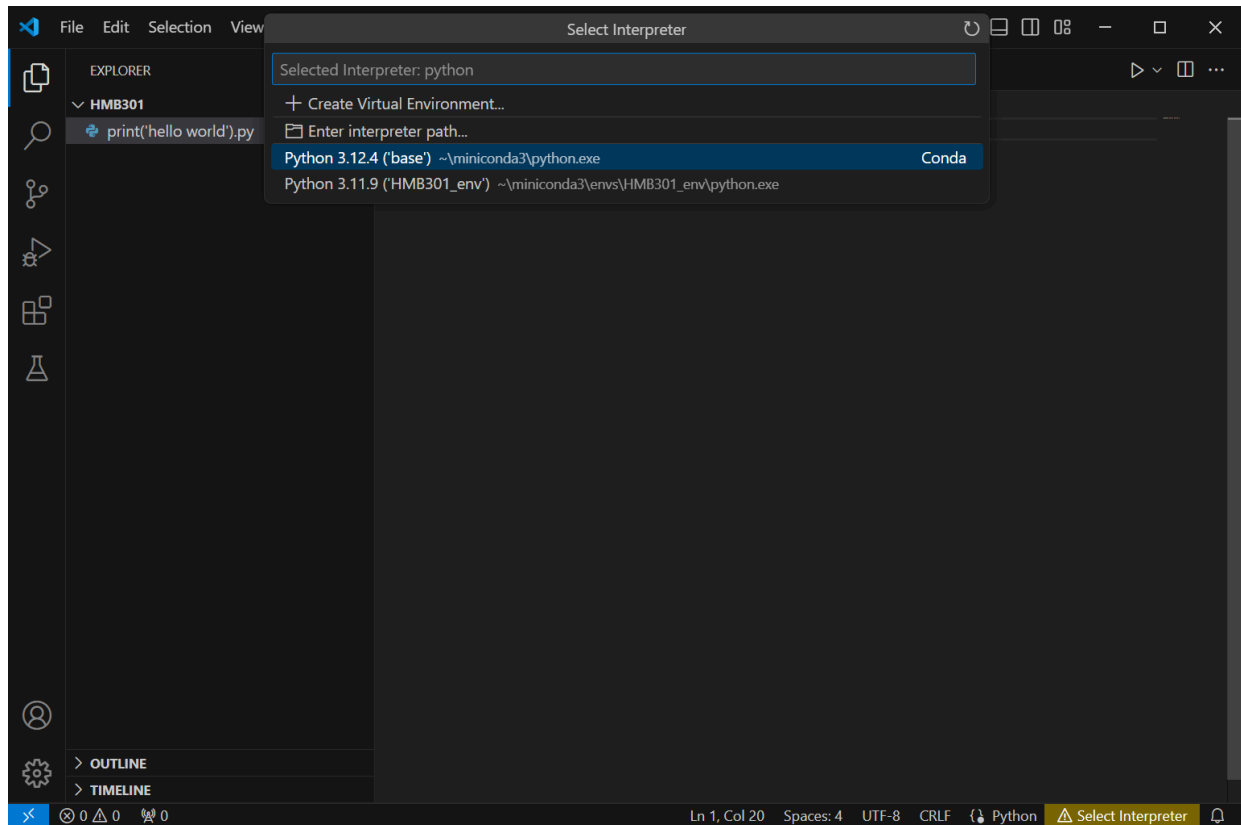 File Edit Selection View
Select Interpreter
EXPLORER
Selected Interpreter: python
HMB301
Create Virtual Environment...
print('hello world').py
Enter interpreter path...
Python 3.12.4 ('base') ~\miniconda3\python.exe Conda
Python 3.11.9 ('HMB301_env') ~\miniconda3\envs\HMB301_env\python.exe
OUTLINE
TIMELINE
0 0 0 Ln 1, Col 20 Spaces: 4 UTF-8 CRLF Python Select Interpreter